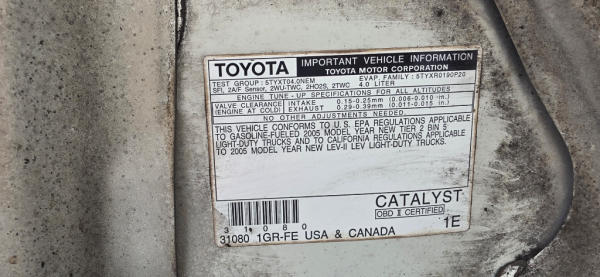 TOYOTA IMPORTANT VEHICLE INFORMATION
TOYOTA MOTOR CORPORATION
TEST GROUP : 5TYXT04.0NEM EVAP. FAMILY : 5TYXR0190P20
SFI, 2A/F Sensor, 2WU-TWC, 2HO2S, 2TWC 4.0 LITER
ENGINE TUNE - UP SPECIFICATIONS FOR ALL ALTITUDES
VALVE CLEARANCE INTAKE 0.15-0.25mm (0.006-0.010 in.)
(ENGINE AT COLD) EXHAUST 0.29-0.39mm (0.011-0.015 in.)
NO OTHER ADJUSTMENTS NEEDED
THIS VEHICLE CONFORMS TO U.S. EPA REGULATIONS APPLICABLE
TO GASOLINE-FUELED 2005 MODEL YEAR NEW TIER 2 BIN 5
LIGHT-DUTY TRUCKS AND TO CALIFORNIA REGULATIONS APPLICABLE
TO 2005 MODEL YEAR NEW LEV-II LEV LIGHT-DUTY TRUCKS.
CATALYST
OBD II CERTIFIED
31080
31080 1GR-FE USA & CANADA 1E